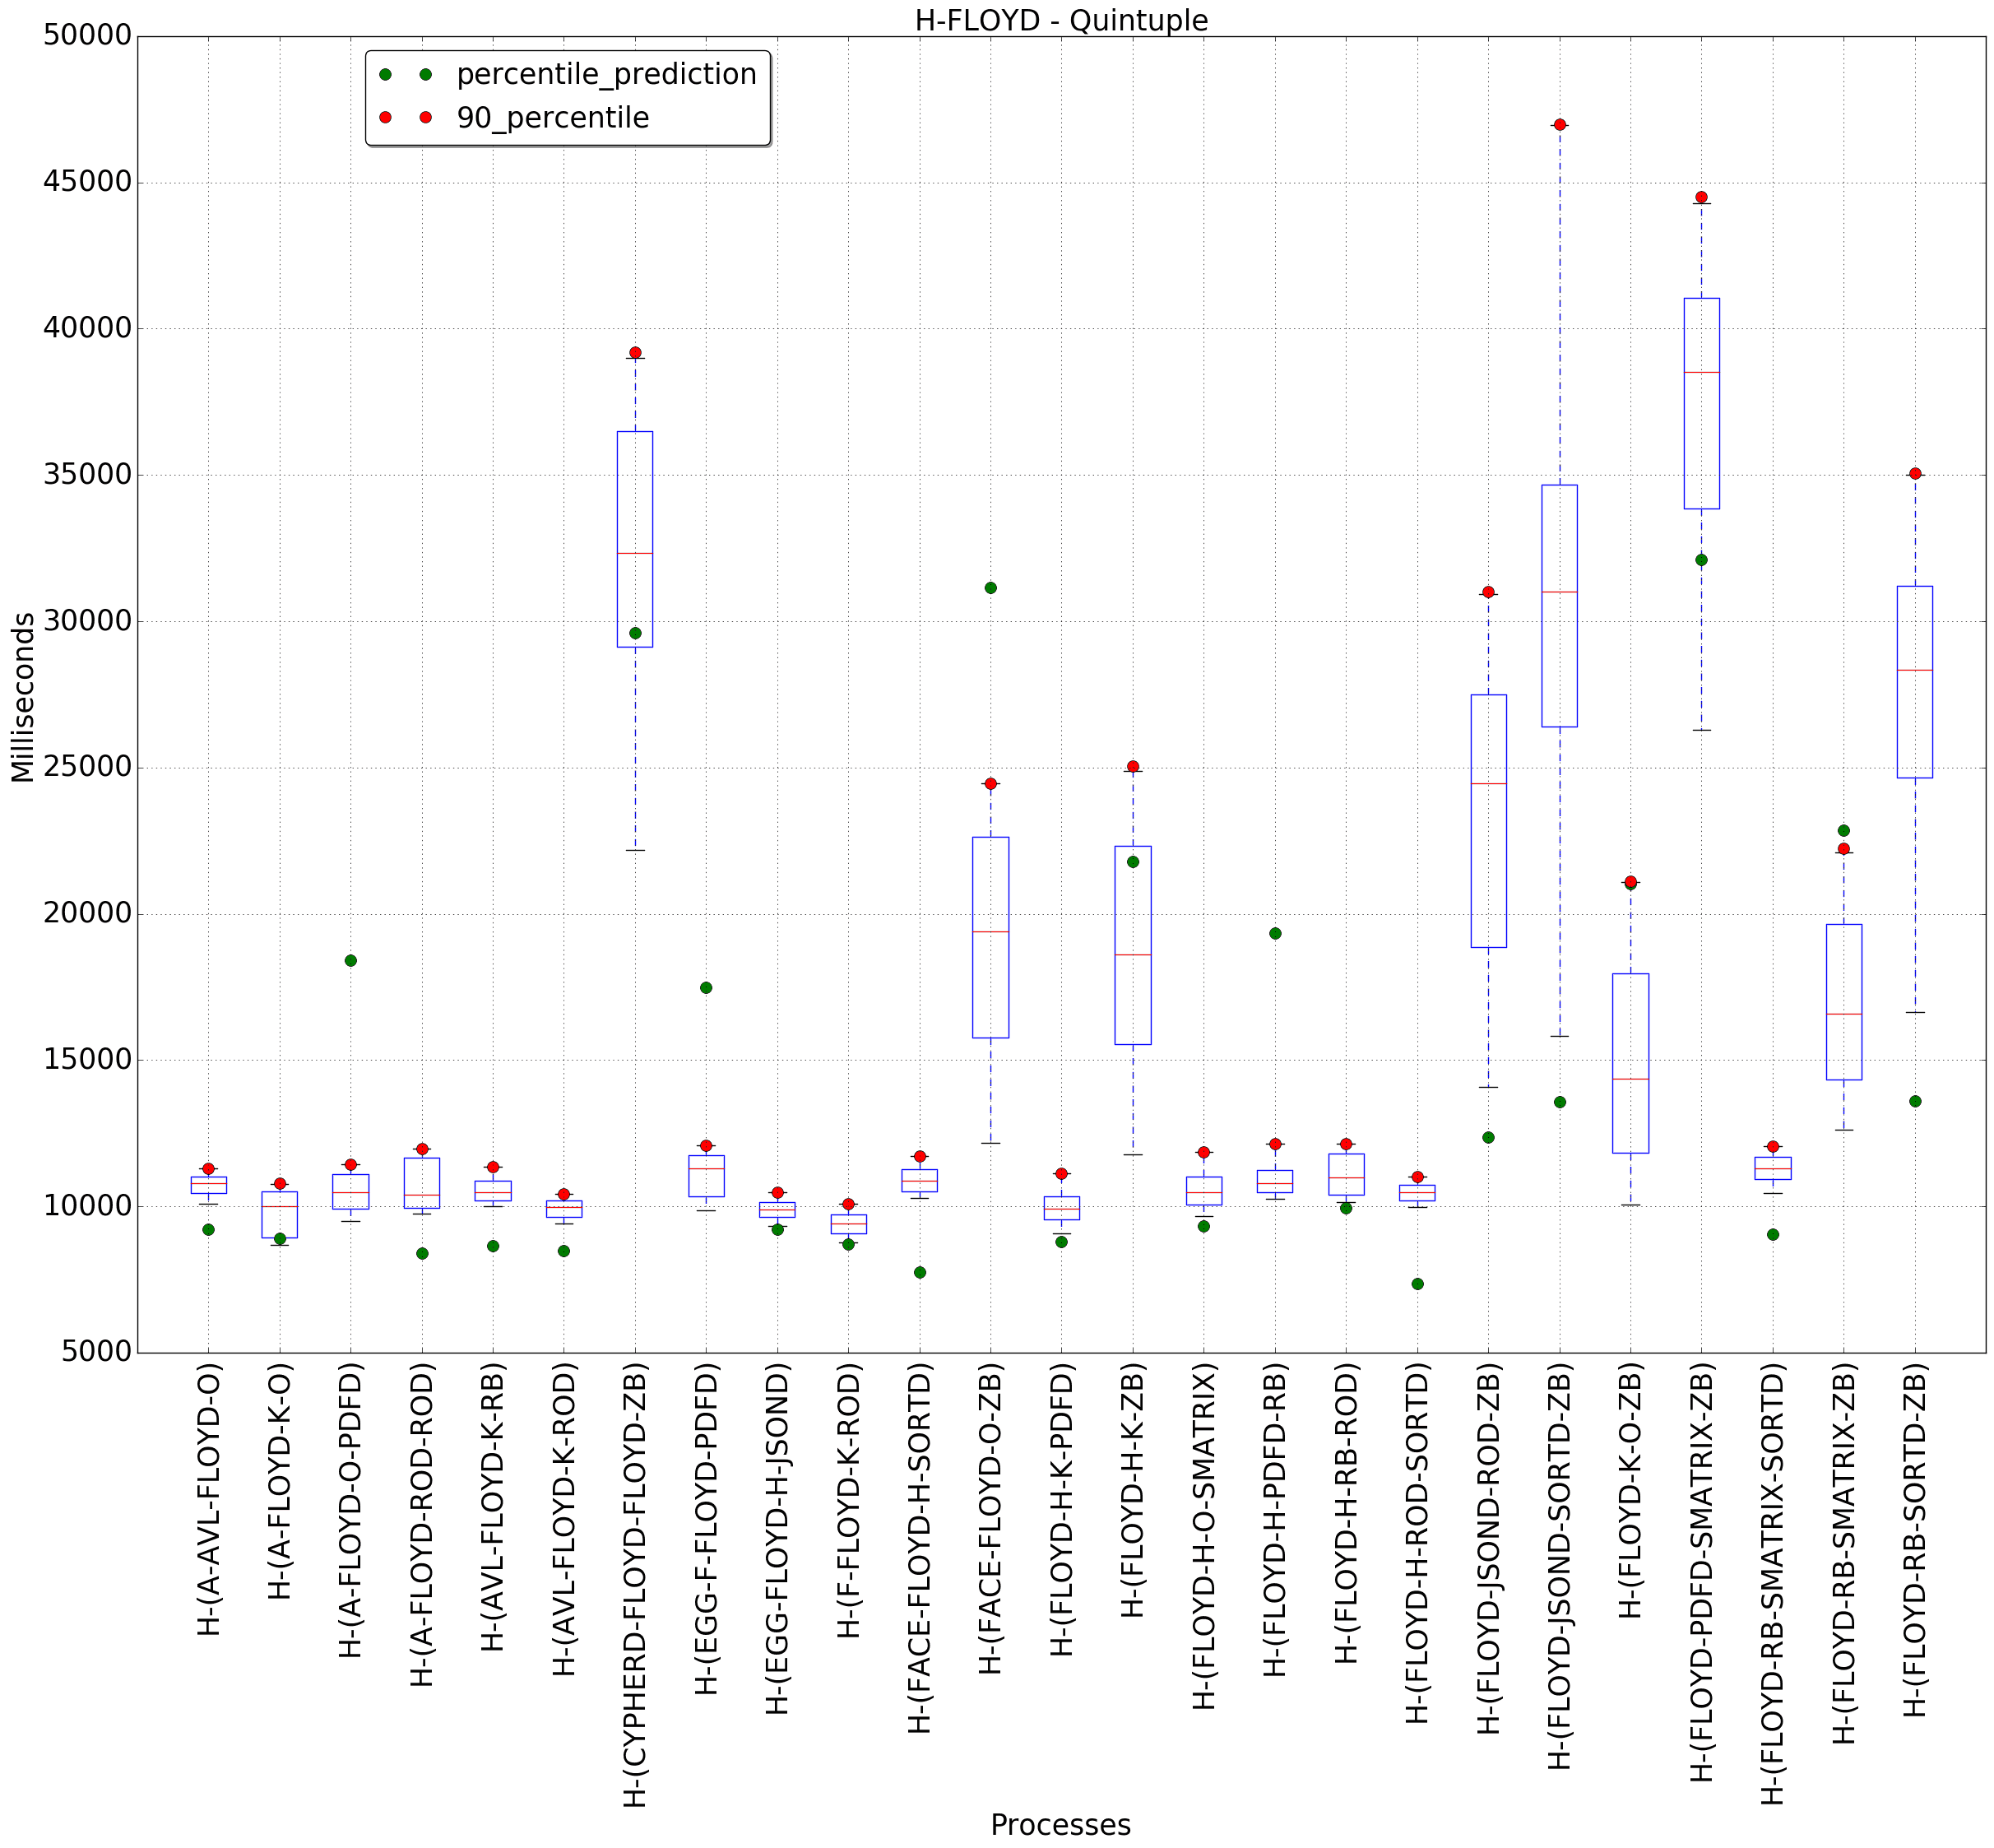 H-FLOYD - Quintuple
percentile_prediction
90_percentile
Milliseconds
50000
45000
40000
35000
30000
25000
20000
15000
10000
5000
H-(A-AVL-FLOYD-O)
H-(A-FLOYD-K-O)
H-(A-FLOYD-O-PDFD)
H-(A-FLOYD-ROD-ROD)
H-(AVL-FLOYD-K-RB)
H-(AVL-FLOYD-K-ROD)
H-(CYPHERD-FLOYD-FLOYD-ZB)
H-(EGG-F-FLOYD-PDFD)
H-(EGG-FLOYD-H-JSOND)
H-(F-FLOYD-K-ROD)
H-(FACE-FLOYD-H-SORTD)
H-(FACE-FLOYD-O-ZB)
H-(FLOYD-H-K-PDFD)
H-(FLOYD-H-K-ZB)
H-(FLOYD-H-O-SMATRIX)
H-(FLOYD-H-PDFD-RB)
H-(FLOYD-H-RB-ROD)
H-(FLOYD-H-ROD-SORTD)
H-(FLOYD-JSOND-ROD-ZB)
H-(FLOYD-JSOND-SORTD-ZB)
H-(FLOYD-K-O-ZB)
H-(FLOYD-PDFD-SMATRIX-ZB)
H-(FLOYD-RB-SMATRIX-SORTD)
H-(FLOYD-RB-SMATRIX-ZB)
H-(FLOYD-RB-SORTD-ZB)
Processes